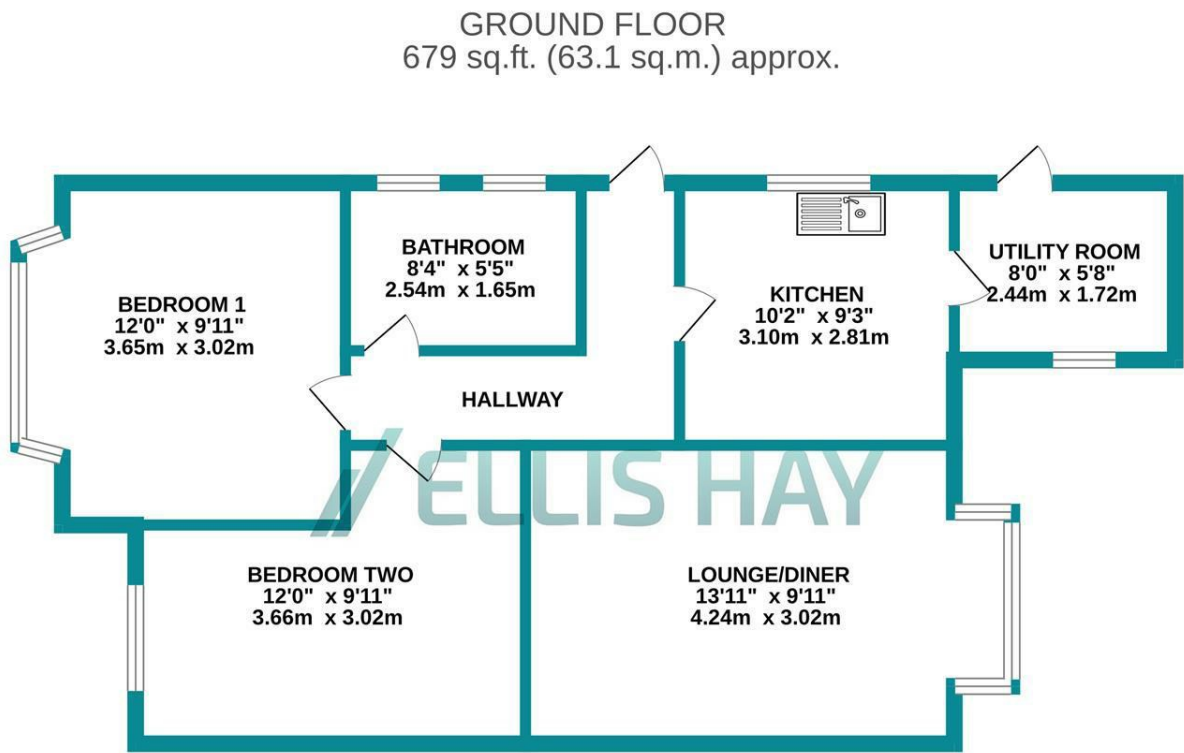 GROUND FLOOR
679 sq.ft. (63.1 sq.m.) approx.
BATHROOM
8'4" x 5'5"
2.54m x 1.65m
UTILITY ROOM
8'0" x 5'8"
2.44m x 1.72m
BEDROOM 1
12'0" x 9'11"
3.65m x 3.02m
KITCHEN
10'2" x 9'3"
3.10m x 2.81m
HALLWAY
ELLIS HAY
BEDROOM TWO
12'0" x 9'11"
3.66m x 3.02m
LOUNGE/DINER
13'11" x 9'11"
4.24m x 3.02m